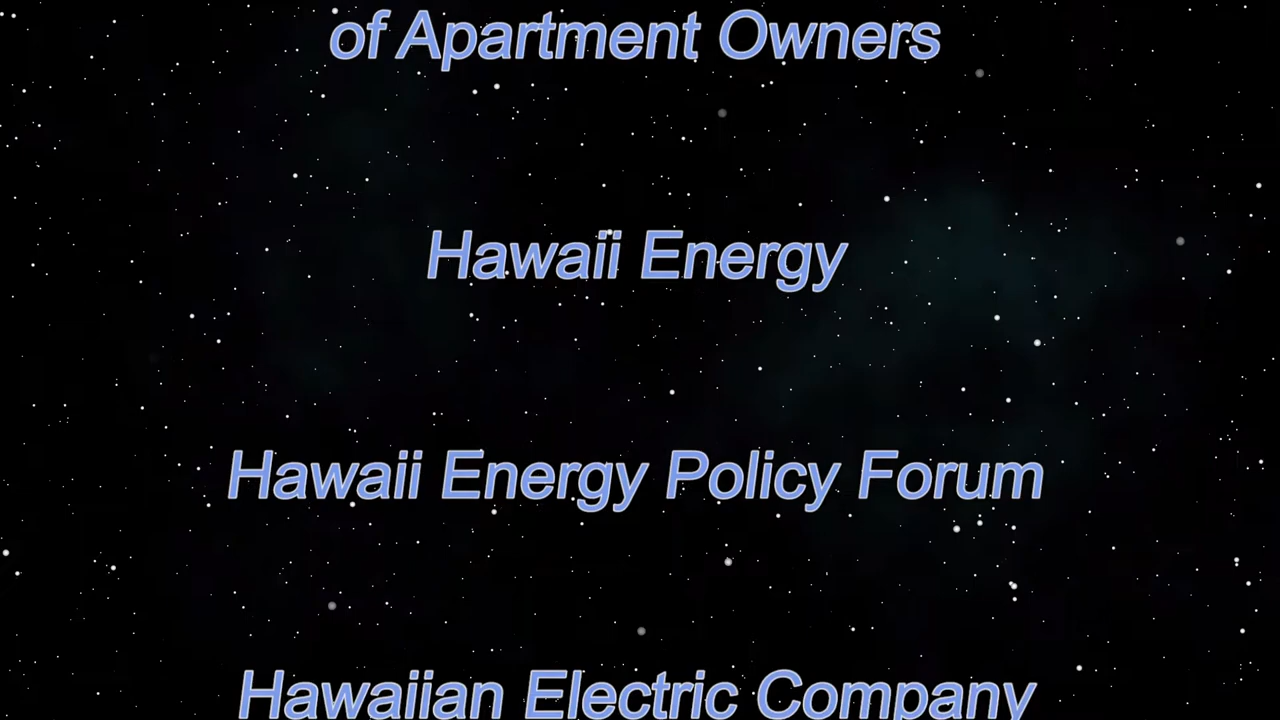 of Apartment Owners
Hawaii Energy
Hawaii Energy Policy Forum
Hawaiian Electric Company